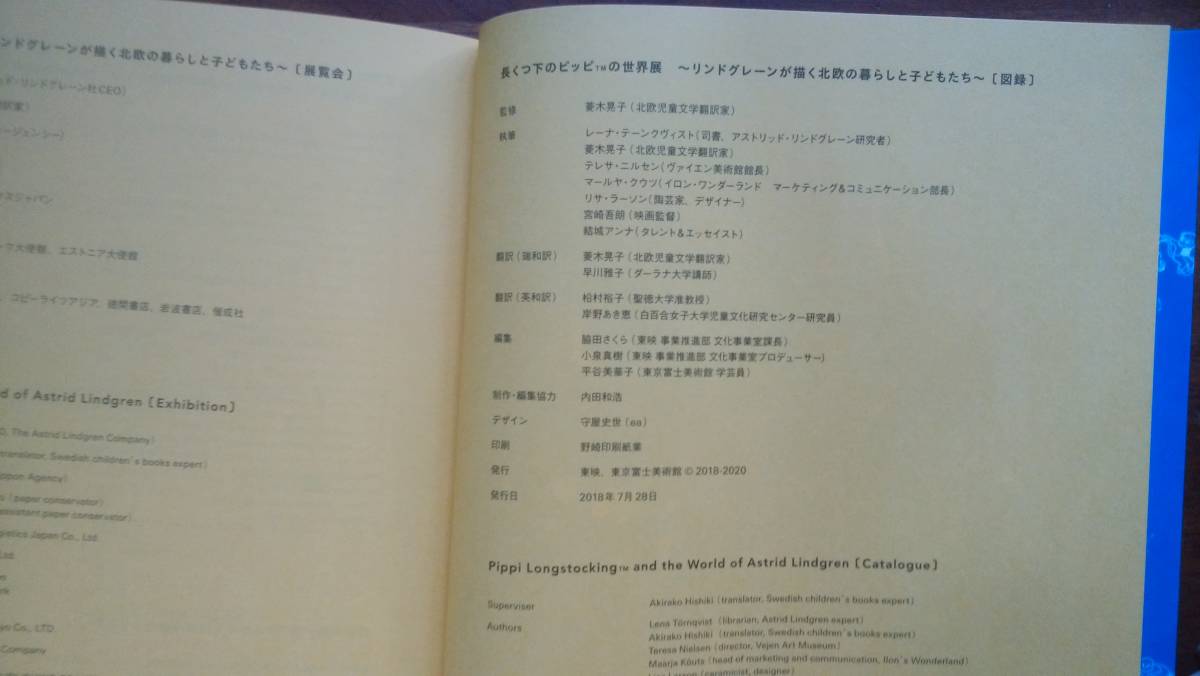 ンドグレーンが描く北欧の暮らしと子どもたち～〔展覧会〕
ッド・リンドグレーン社CEO）
訳家）
ージェンシー）
クスジャパン
ーク大使館、エストニア大使館
、コピーライツアジア、徳間書店、岩波書店、偕成社
d of Astrid Lindgren〔Exhibition〕
O, The Astrid Lindgren Company）
translator, Swedish children's books expert）
ppon Agency）
（paper conservator）
assistant paper conservator）
gistics Japan Co., Ltd.
Ltd.
yo Co., LTD.
Company
長くつ下のピッピ™の世界展　～リンドグレーンが描く北欧の暮らしと子どもたち～〔図録〕
監修　菱木晃子（北欧児童文学翻訳家）
執筆　レーナ・テーンクヴィスト（司書、アストリッド・リンドグレーン研究者）
菱木晃子（北欧児童文学翻訳家）
テレサ・ニルセン（ヴァイエン美術館館長）
マールヤ・クウツ（イロン・ワンダーランド　マーケティング&コミュニケーション部長）
リサ・ラーソン（陶芸家、デザイナー）
宮崎吾朗（映画監督）
結城アンナ（タレント&エッセイスト）
翻訳（瑞和訳）　菱木晃子（北欧児童文学翻訳家）
早川雅子（ダーラナ大学講師）
翻訳（英和訳）　桧村裕子（聖徳大学准教授）
岸野あき恵（白百合女子大学児童文化研究センター研究員）
編集　脇田さくら（東映 事業推進部 文化事業室課長）
小泉真樹（東映 事業推進部 文化事業室プロデューサー）
平谷美華子（東京富士美術館 学芸員）
制作・編集協力　内田和浩
デザイン　守屋史世（ea）
印刷　野崎印刷紙業
発行　東映、東京富士美術館 © 2018-2020
発行日　2018年7月28日
Pippi Longstocking™ and the World of Astrid Lindgren〔Catalogue〕
Superviser　Akirako Hishiki（translator, Swedish children's books expert）
Authors　Lena Törnqvist（librarian, Astrid Lindgren expert）
Akirako Hishiki（translator, Swedish children's books expert）
Teresa Nielsen（director, Vejen Art Museum）
Maarja Kõuts（head of marketing and communication, Ilon's Wonderland）
Lisa Larson（ceramicist, designer）